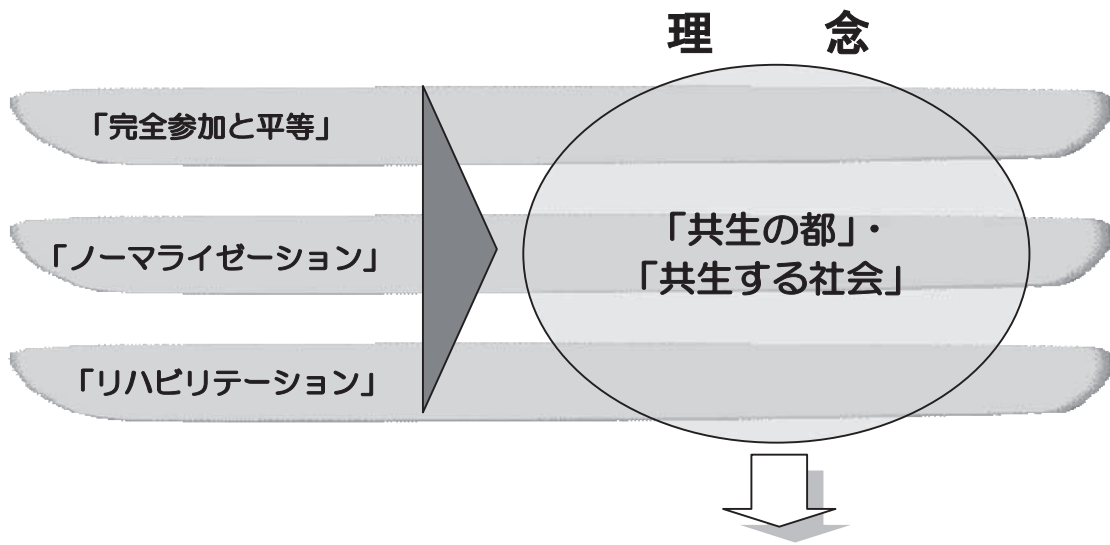 理　念
「完全参加と平等」
「ノーマライゼーション」
「リハビリテーション」
「共生の都」・
「共生する社会」